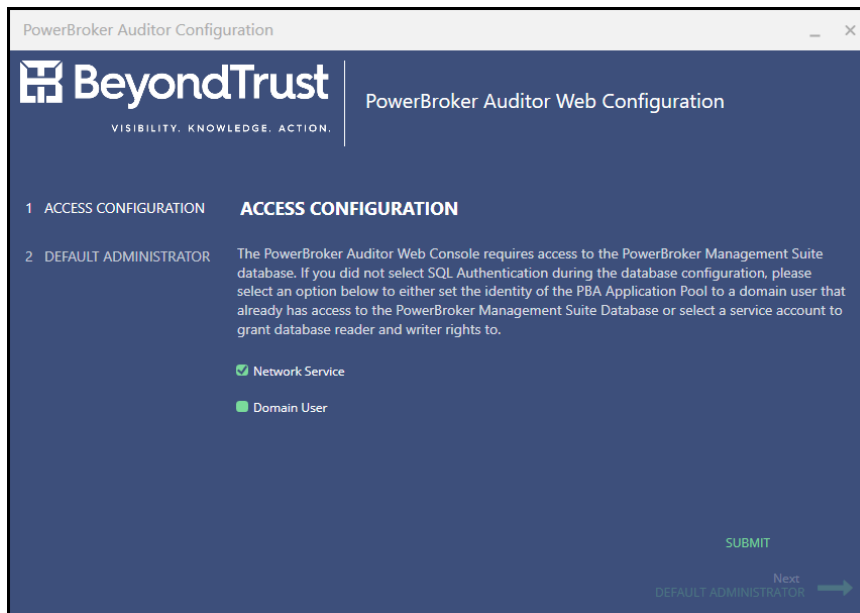 PowerBroker Auditor Configuration
BeyondTrust
VISIBILITY. KNOWLEDGE. ACTION.
PowerBroker Auditor Web Configuration
1 ACCESS CONFIGURATION
2 DEFAULT ADMINISTRATOR
ACCESS CONFIGURATION
The PowerBroker Auditor Web Console requires access to the PowerBroker Management Suite
database. If you did not select SQL Authentication during the database configuration, please
select an option below to either set the identity of the PBA Application Pool to a domain user that
already has access to the PowerBroker Management Suite Database or select a service account to
grant database reader and writer rights to.
Network Service
Domain User
SUBMIT
Next
DEFAULT ADMINISTRATOR